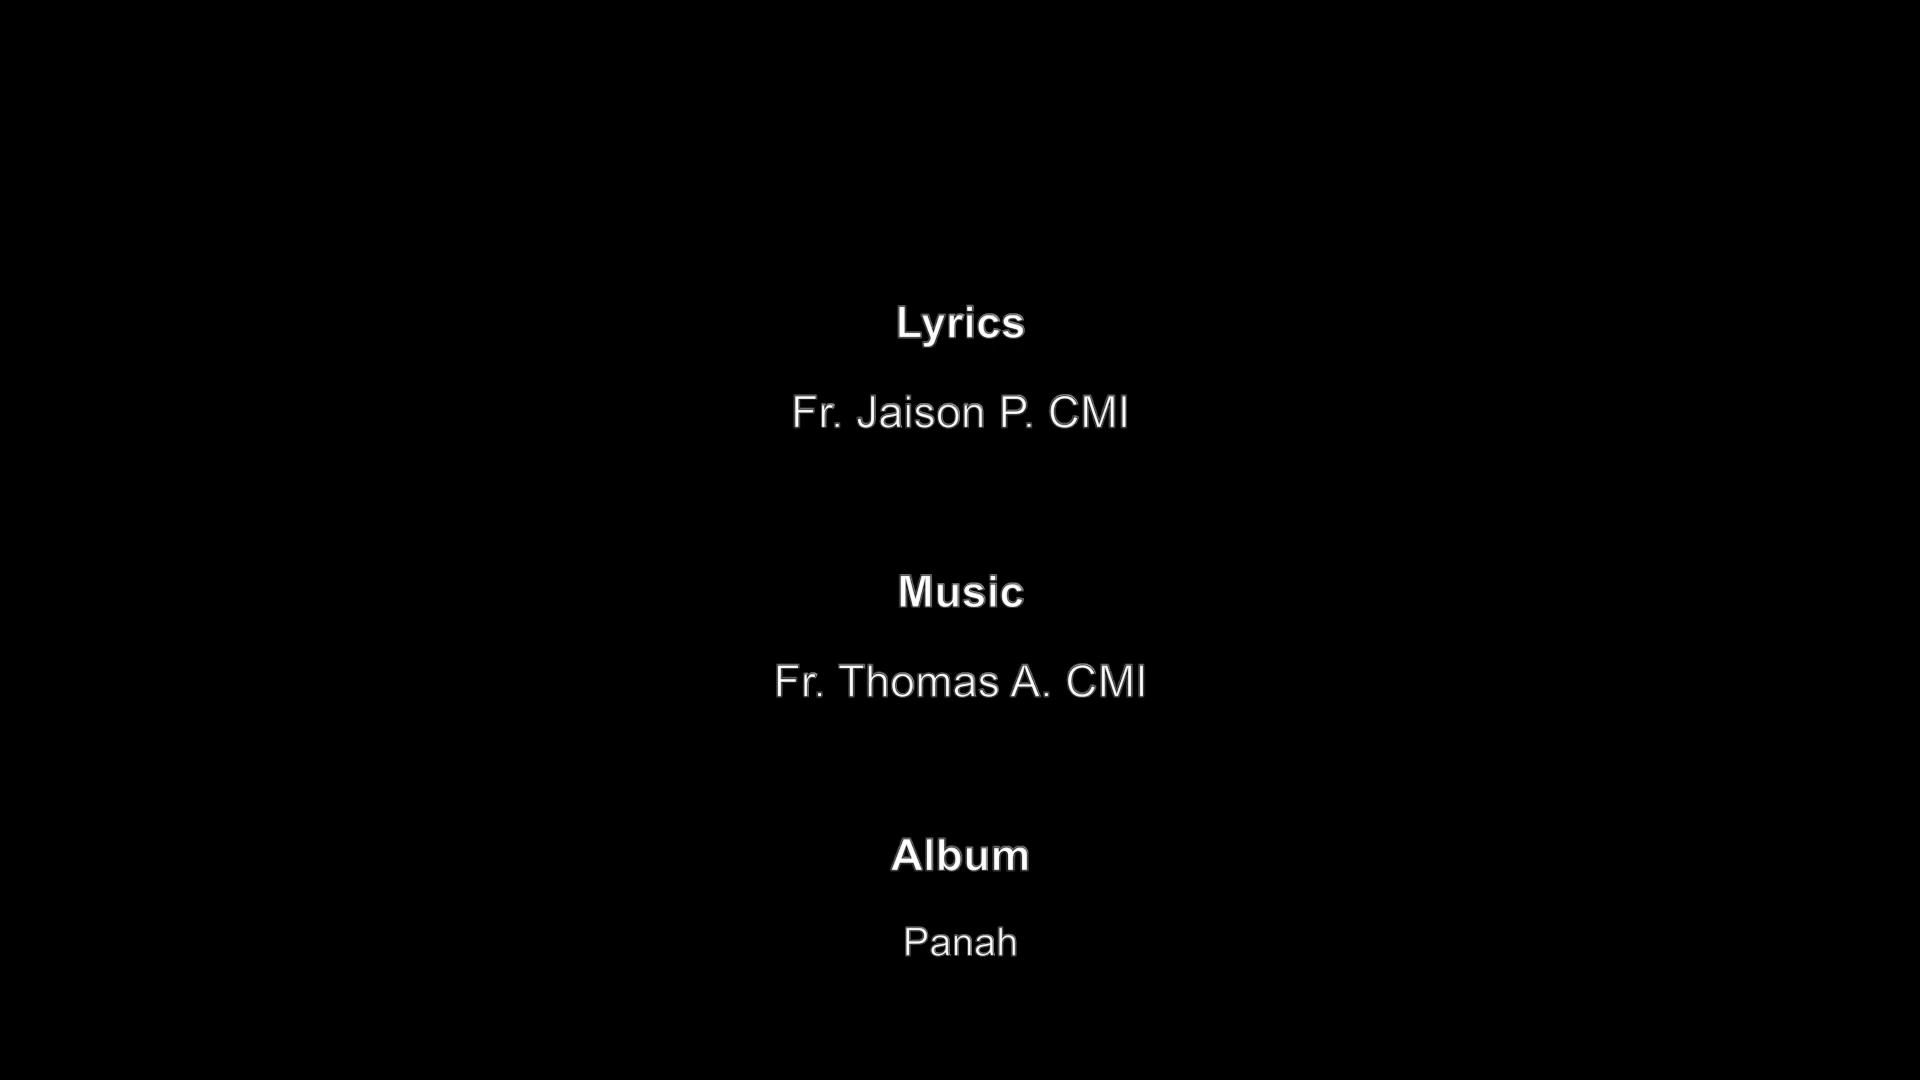 Lyrics
Fr. Jaison P. CMI
Music
Fr. Thomas A. CMI
Album
Panah